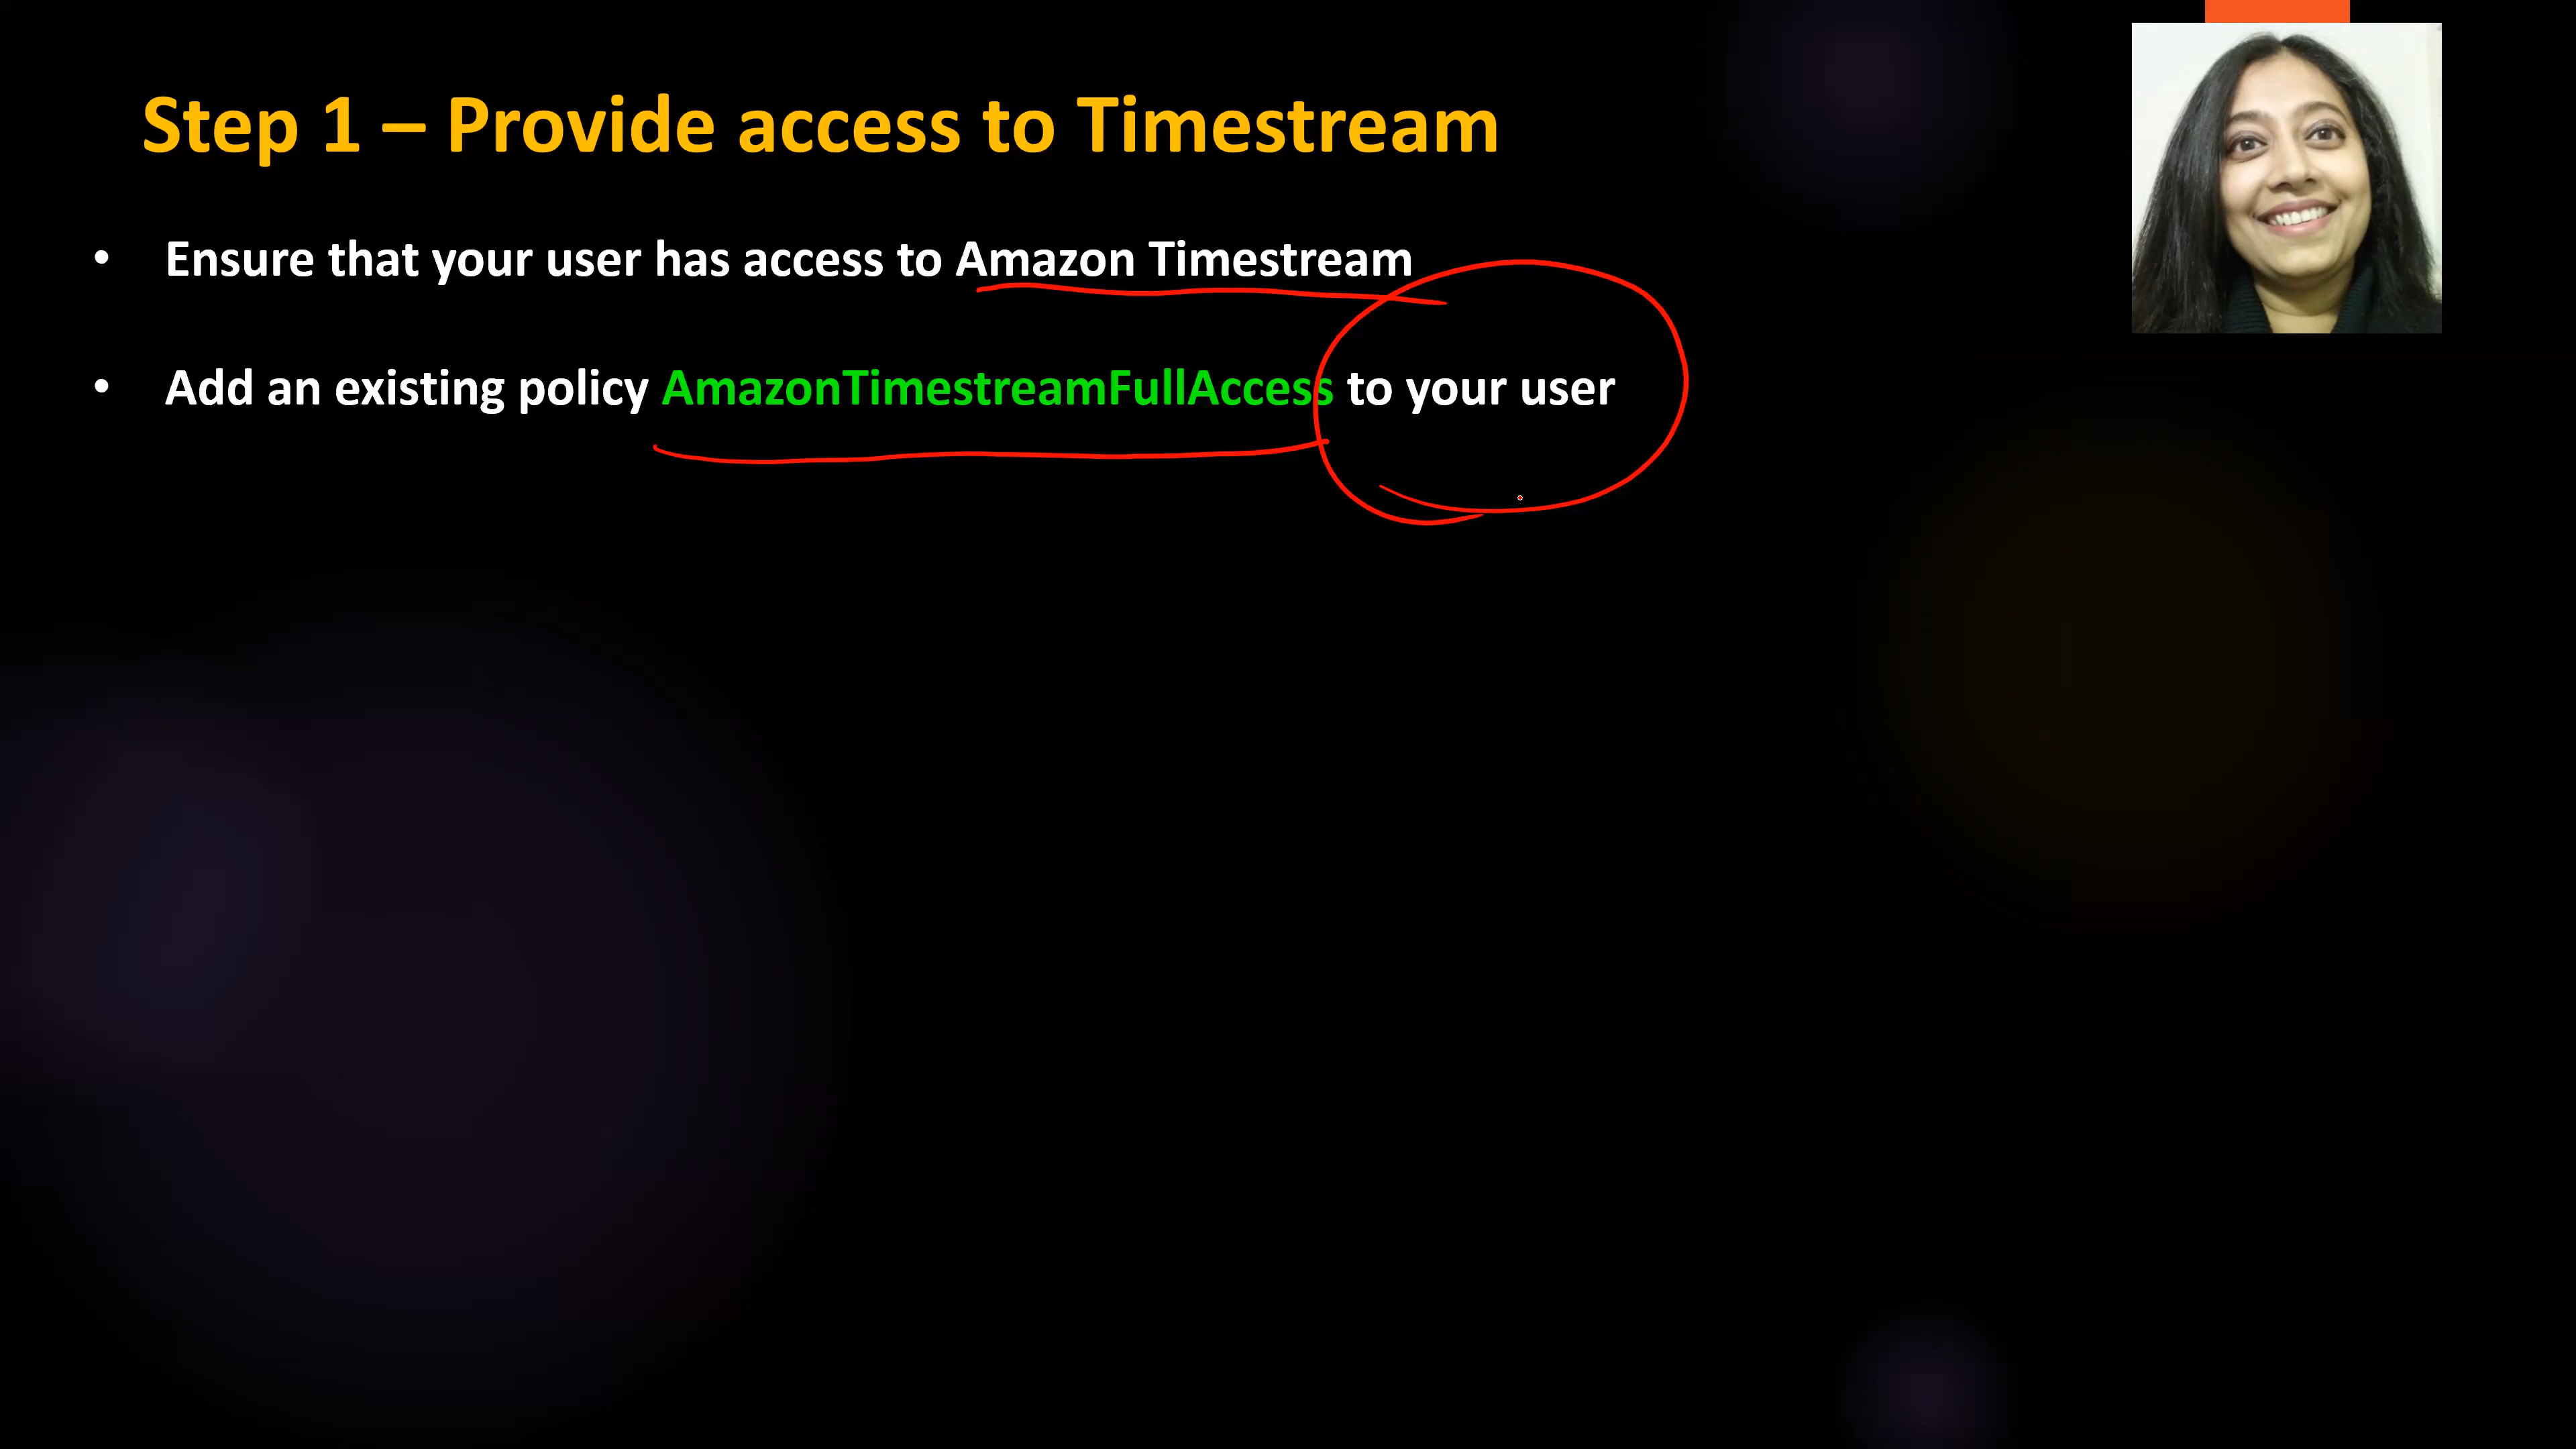 Step 1 – Provide access to Timestream
• Ensure that your user has access to Amazon Timestream
• Add an existing policy AmazonTimestreamFullAccess to your user